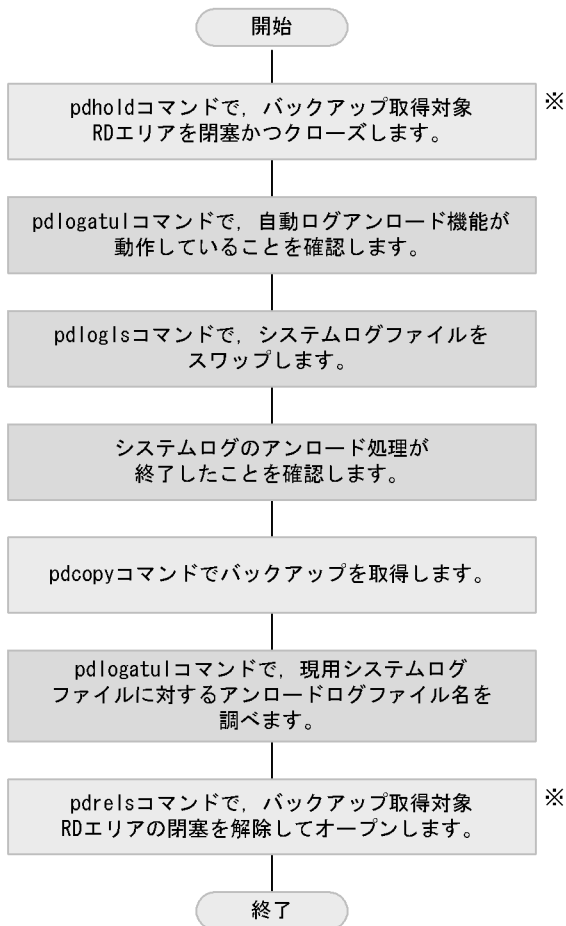 開始
pdholdコマンドで，バックアップ取得対象 ※
RDエリアを閉塞かつクローズします。
pdlogatulコマンドで，自動ログアンロード機能が
動作していることを確認します。
pdloglsコマンドで，システムログファイルを
スワップします。
システムログのアンロード処理が
終了したことを確認します。
pdcopyコマンドでバックアップを取得します。
pdlogatulコマンドで，現用システムログ
ファイルに対するアンロードログファイル名を
調べます。
pdrelsコマンドで，バックアップ取得対象 ※
RDエリアの閉塞を解除してオープンします。
終了